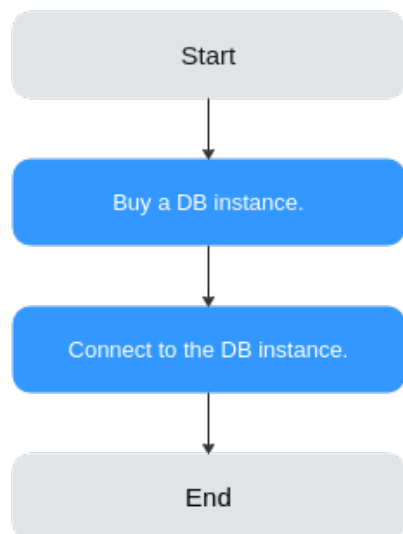 Start
Buy a DB instance.
Connect to the DB instance.
End